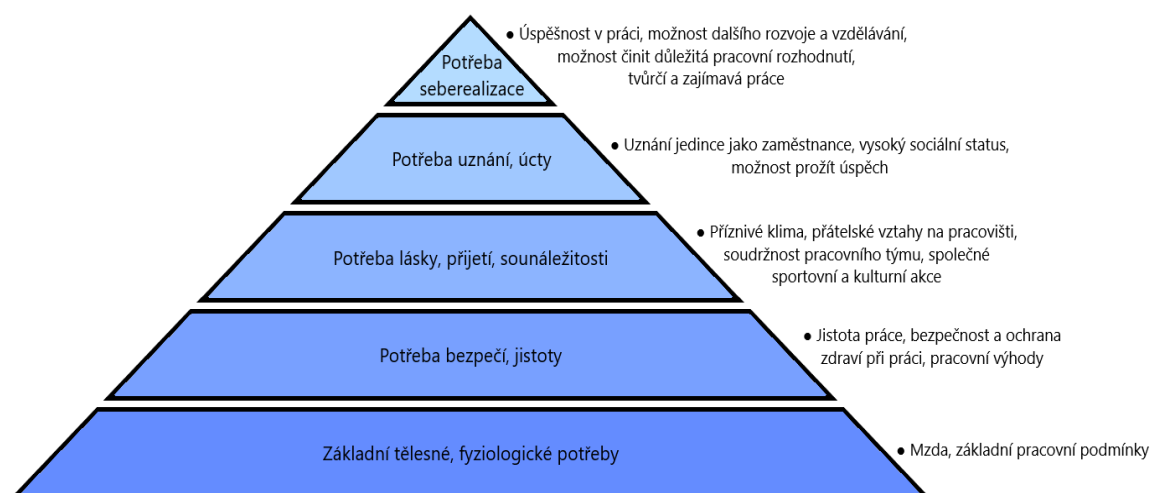 Potřeba
seberealizace
● Úspěšnost v práci, možnost dalšího rozvoje a vzdělávání,
možnost činit důležitá pracovní rozhodnutí,
tvůrčí a zajímavá práce
Potřeba uznání, úcty
● Uznání jedince jako zaměstnance, vysoký sociální status,
možnost prožít úspěch
Potřeba lásky, přijetí, sounáležitosti
● Příznivé klima, přátelské vztahy na pracovišti,
soudržnost pracovního týmu, společné
sportovní a kulturní akce
Potřeba bezpečí, jistoty
● Jistota práce, bezpečnost a ochrana
zdraví při práci, pracovní výhody
Základní tělesné, fyziologické potřeby
● Mzda, základní pracovní podmínky